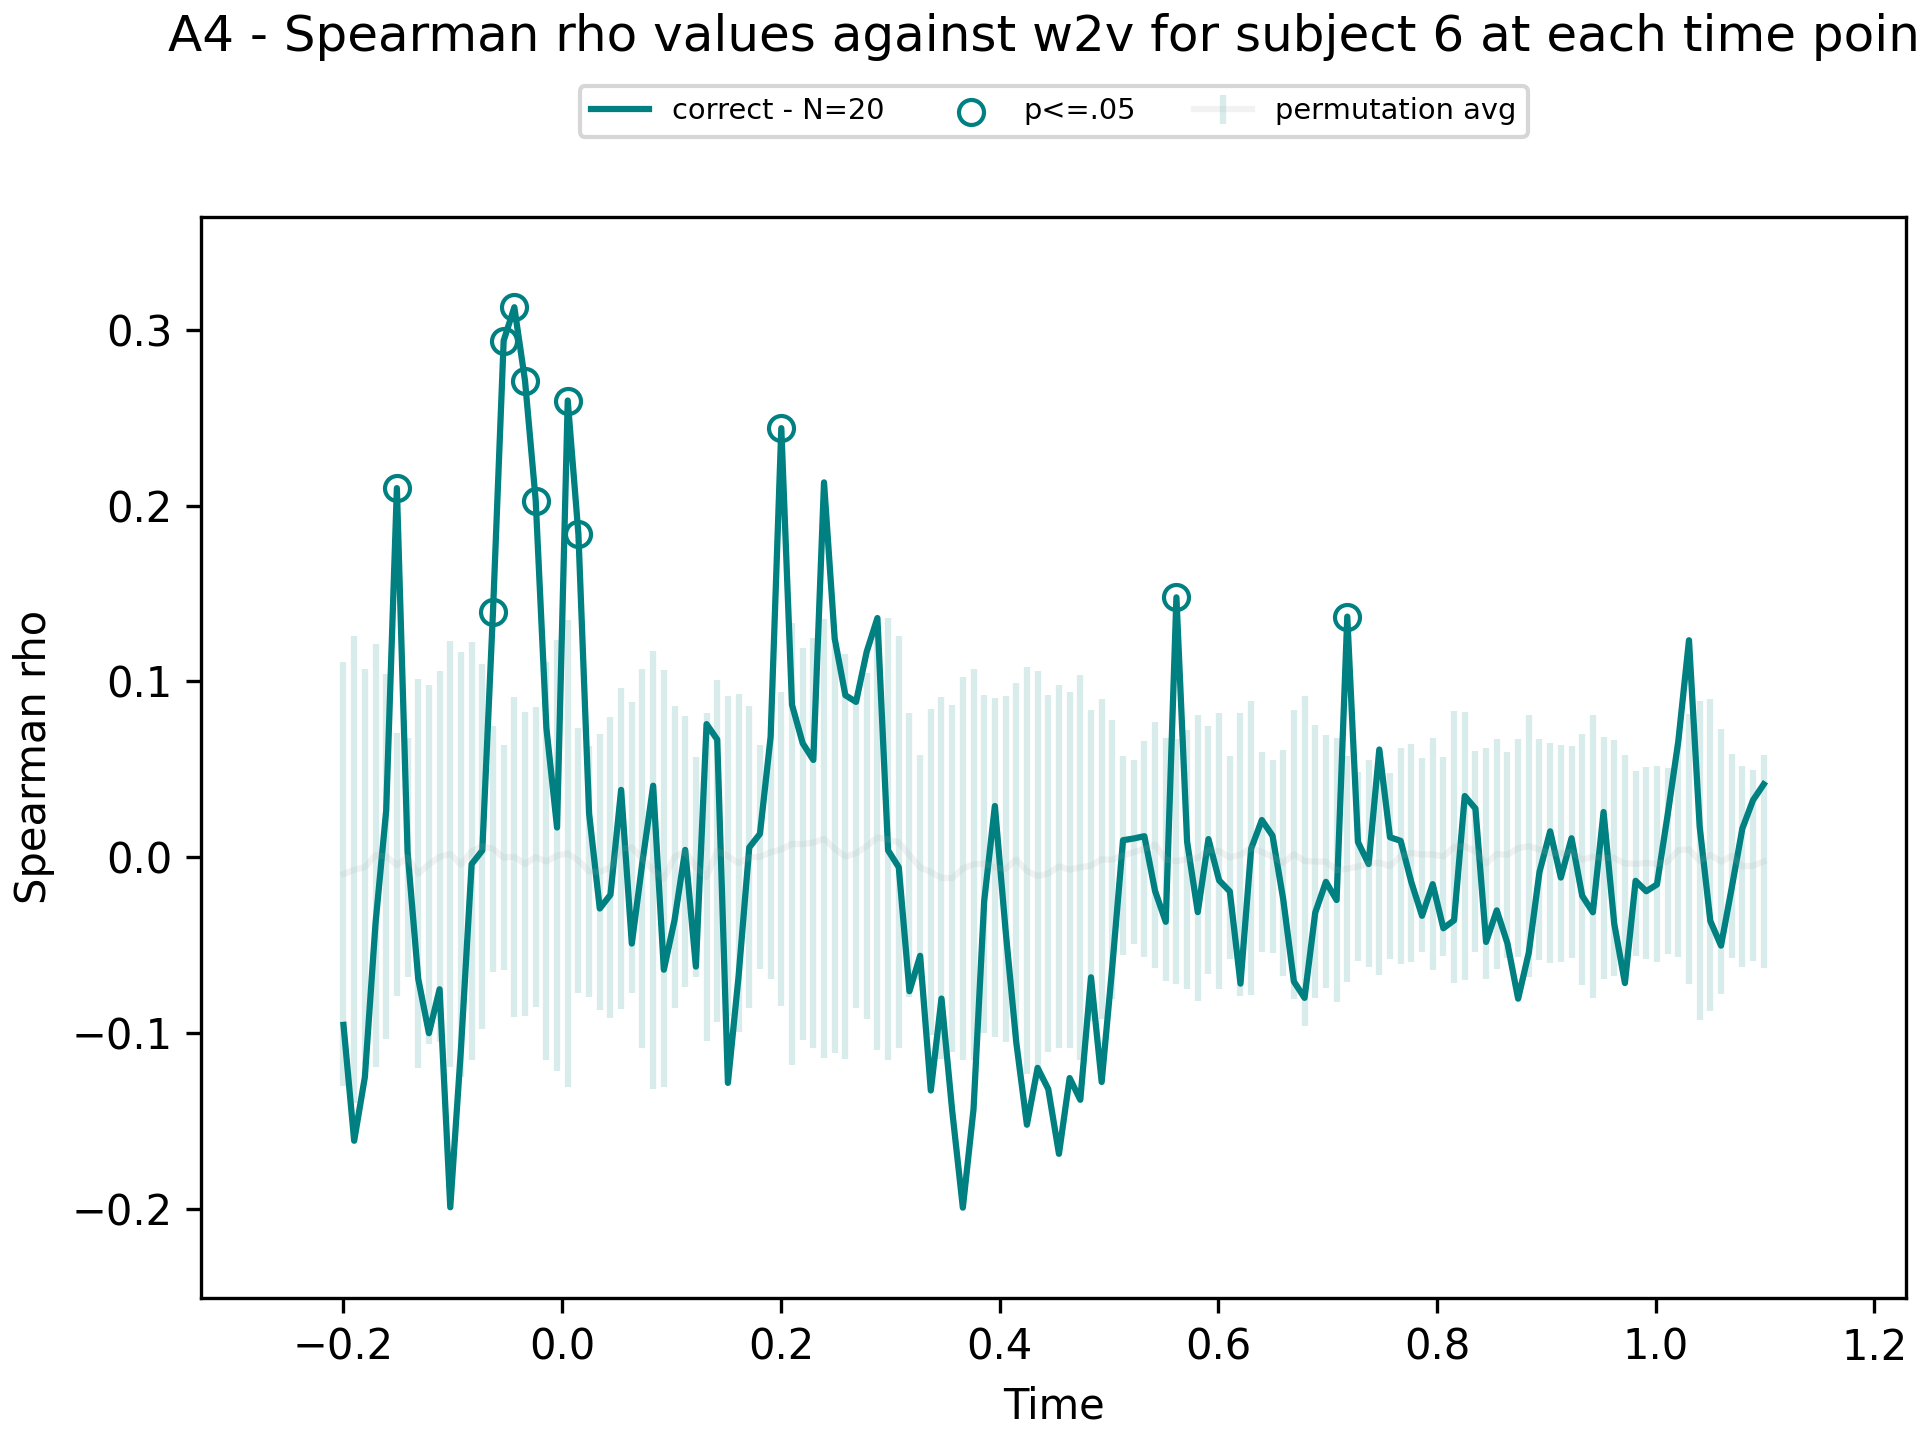 A4 - Spearman rho values against w2v for subject 6 at each time poin
correct - N=20 p<=.05 permutation avg
0.3
0.2
0.1
0.0
−0.1
−0.2
Spearman rho
−0.2 0.0 0.2 0.4 0.6 0.8 1.0 1.2
Time